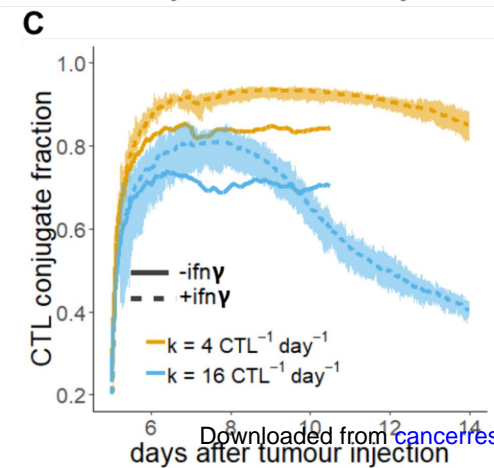 C
CTL conjugate fraction
1.0
0.8
0.6
0.4
0.2
-ifnγ
+ifnγ
k = 4 CTL⁻¹ day⁻¹
k = 16 CTL⁻¹ day⁻¹
6 8 10 12 14
Downloaded from cancerres
days after tumour injection